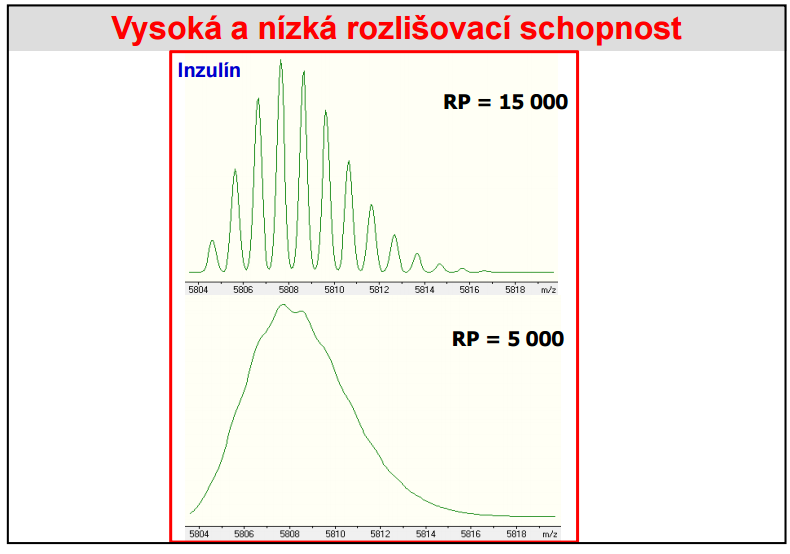 Vysoká a nízká rozlišovací schopnost
Inzulín
RP = 15 000
5804 5806 5808 5810 5812 5814 5816 5818 m/z
RP = 5 000
5804 5806 5808 5810 5812 5814 5816 5818 m/z